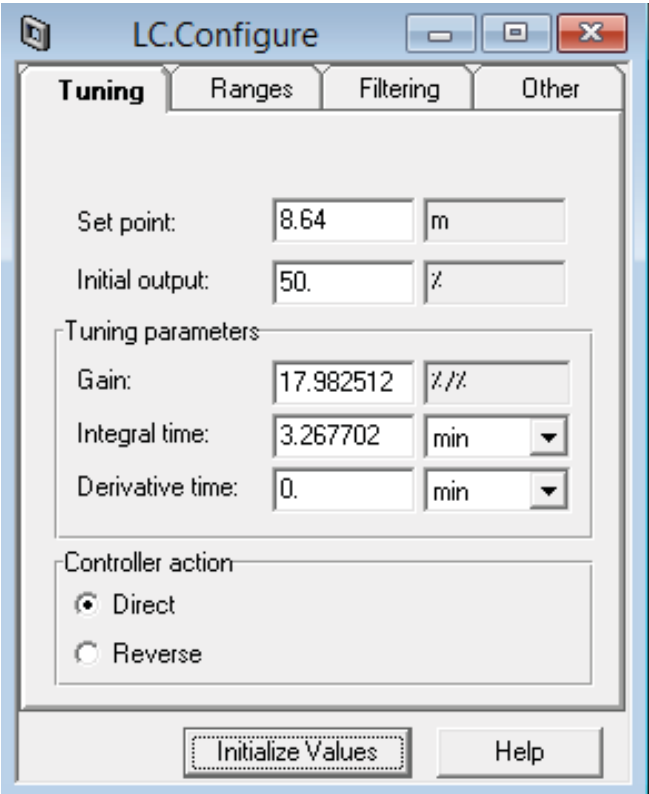 LC.Configure
Tuning Ranges Filtering Other
Set point: 8.64 m
Initial output: 50. %
Tuning parameters
Gain: 17.982512 %/%
Integral time: 3.267702 min
Derivative time: 0. min
Controller action
Direct
Reverse
Initialize Values Help